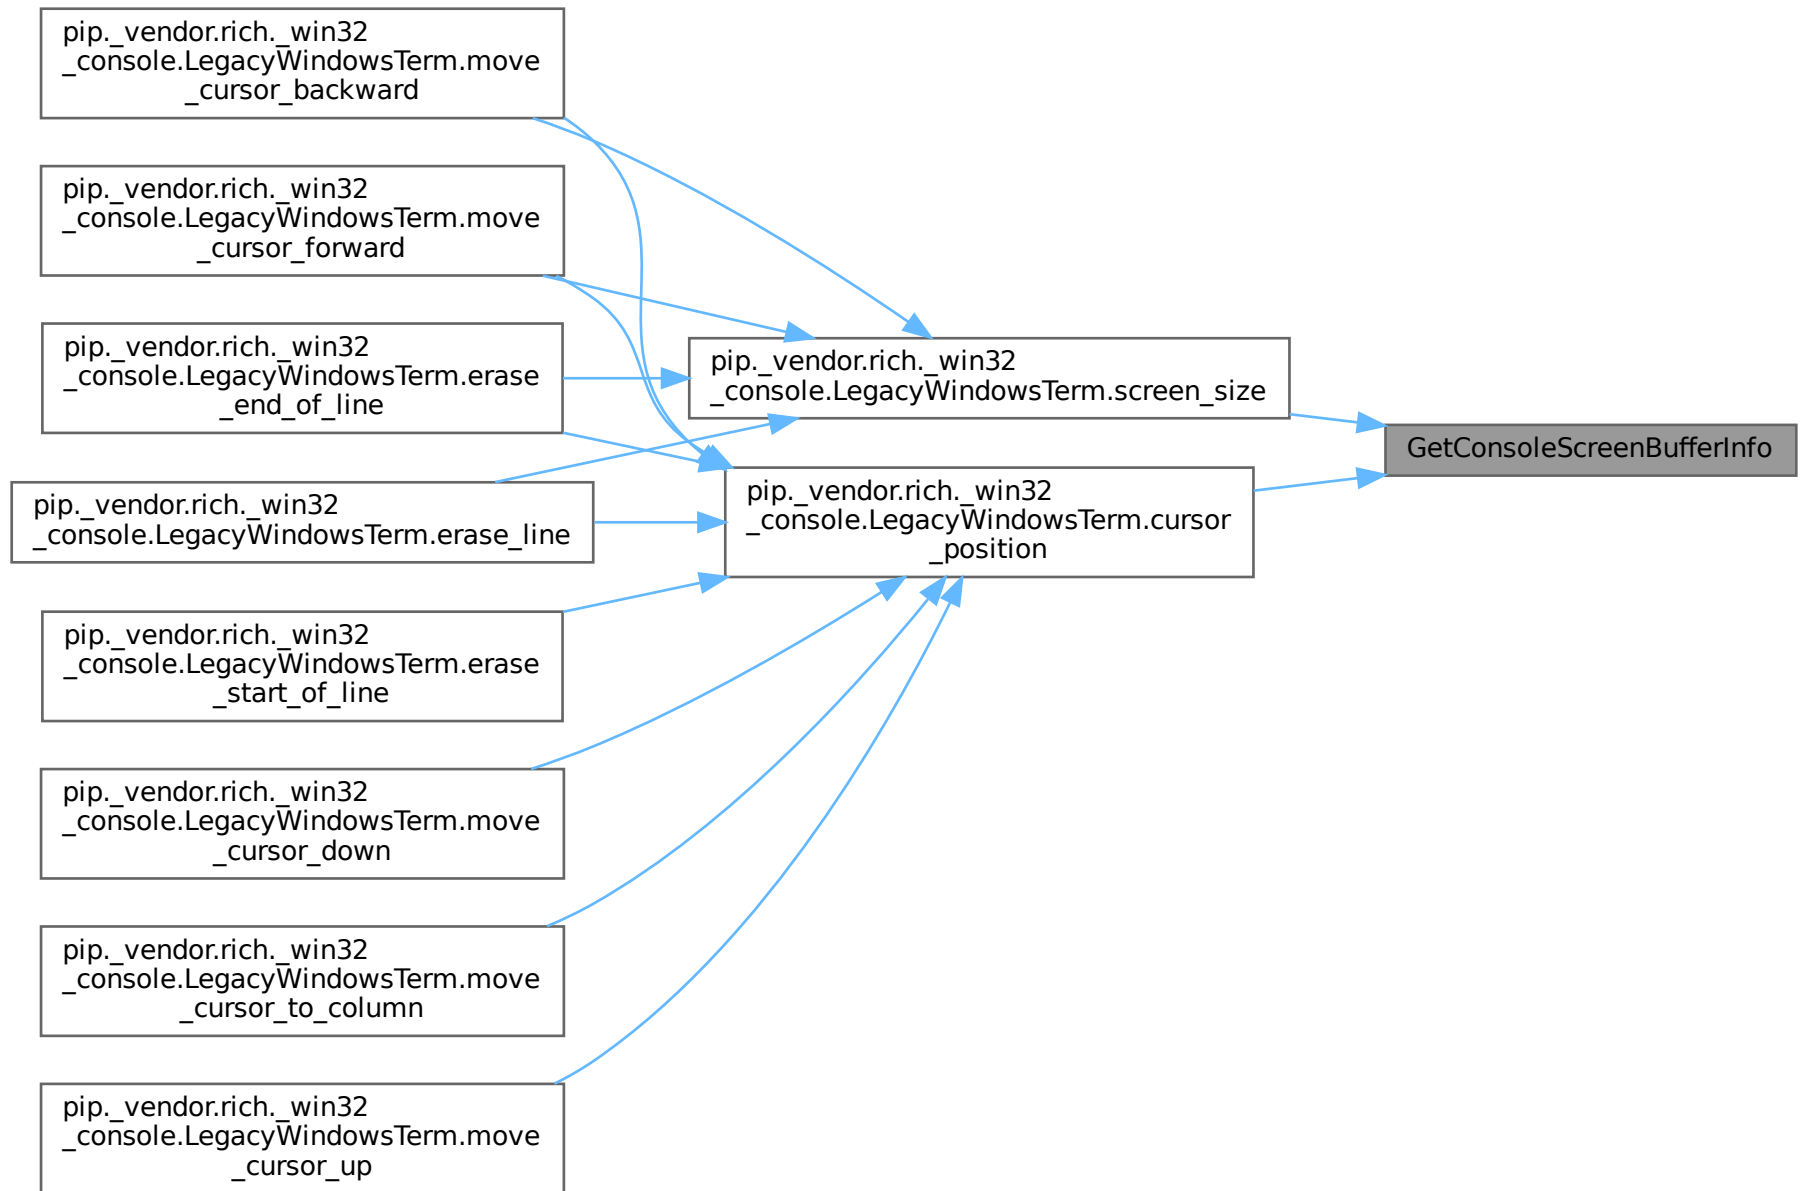 pip._vendor.rich._win32
_console.LegacyWindowsTerm.move
_cursor_backward
pip._vendor.rich._win32
_console.LegacyWindowsTerm.move
_cursor_forward
pip._vendor.rich._win32
_console.LegacyWindowsTerm.erase
_end_of_line
pip._vendor.rich._win32
_console.LegacyWindowsTerm.erase_line
pip._vendor.rich._win32
_console.LegacyWindowsTerm.erase
_start_of_line
pip._vendor.rich._win32
_console.LegacyWindowsTerm.move
_cursor_down
pip._vendor.rich._win32
_console.LegacyWindowsTerm.move
_cursor_to_column
pip._vendor.rich._win32
_console.LegacyWindowsTerm.move
_cursor_up
pip._vendor.rich._win32
_console.LegacyWindowsTerm.screen_size
pip._vendor.rich._win32
_console.LegacyWindowsTerm.cursor
_position
GetConsoleScreenBufferInfo